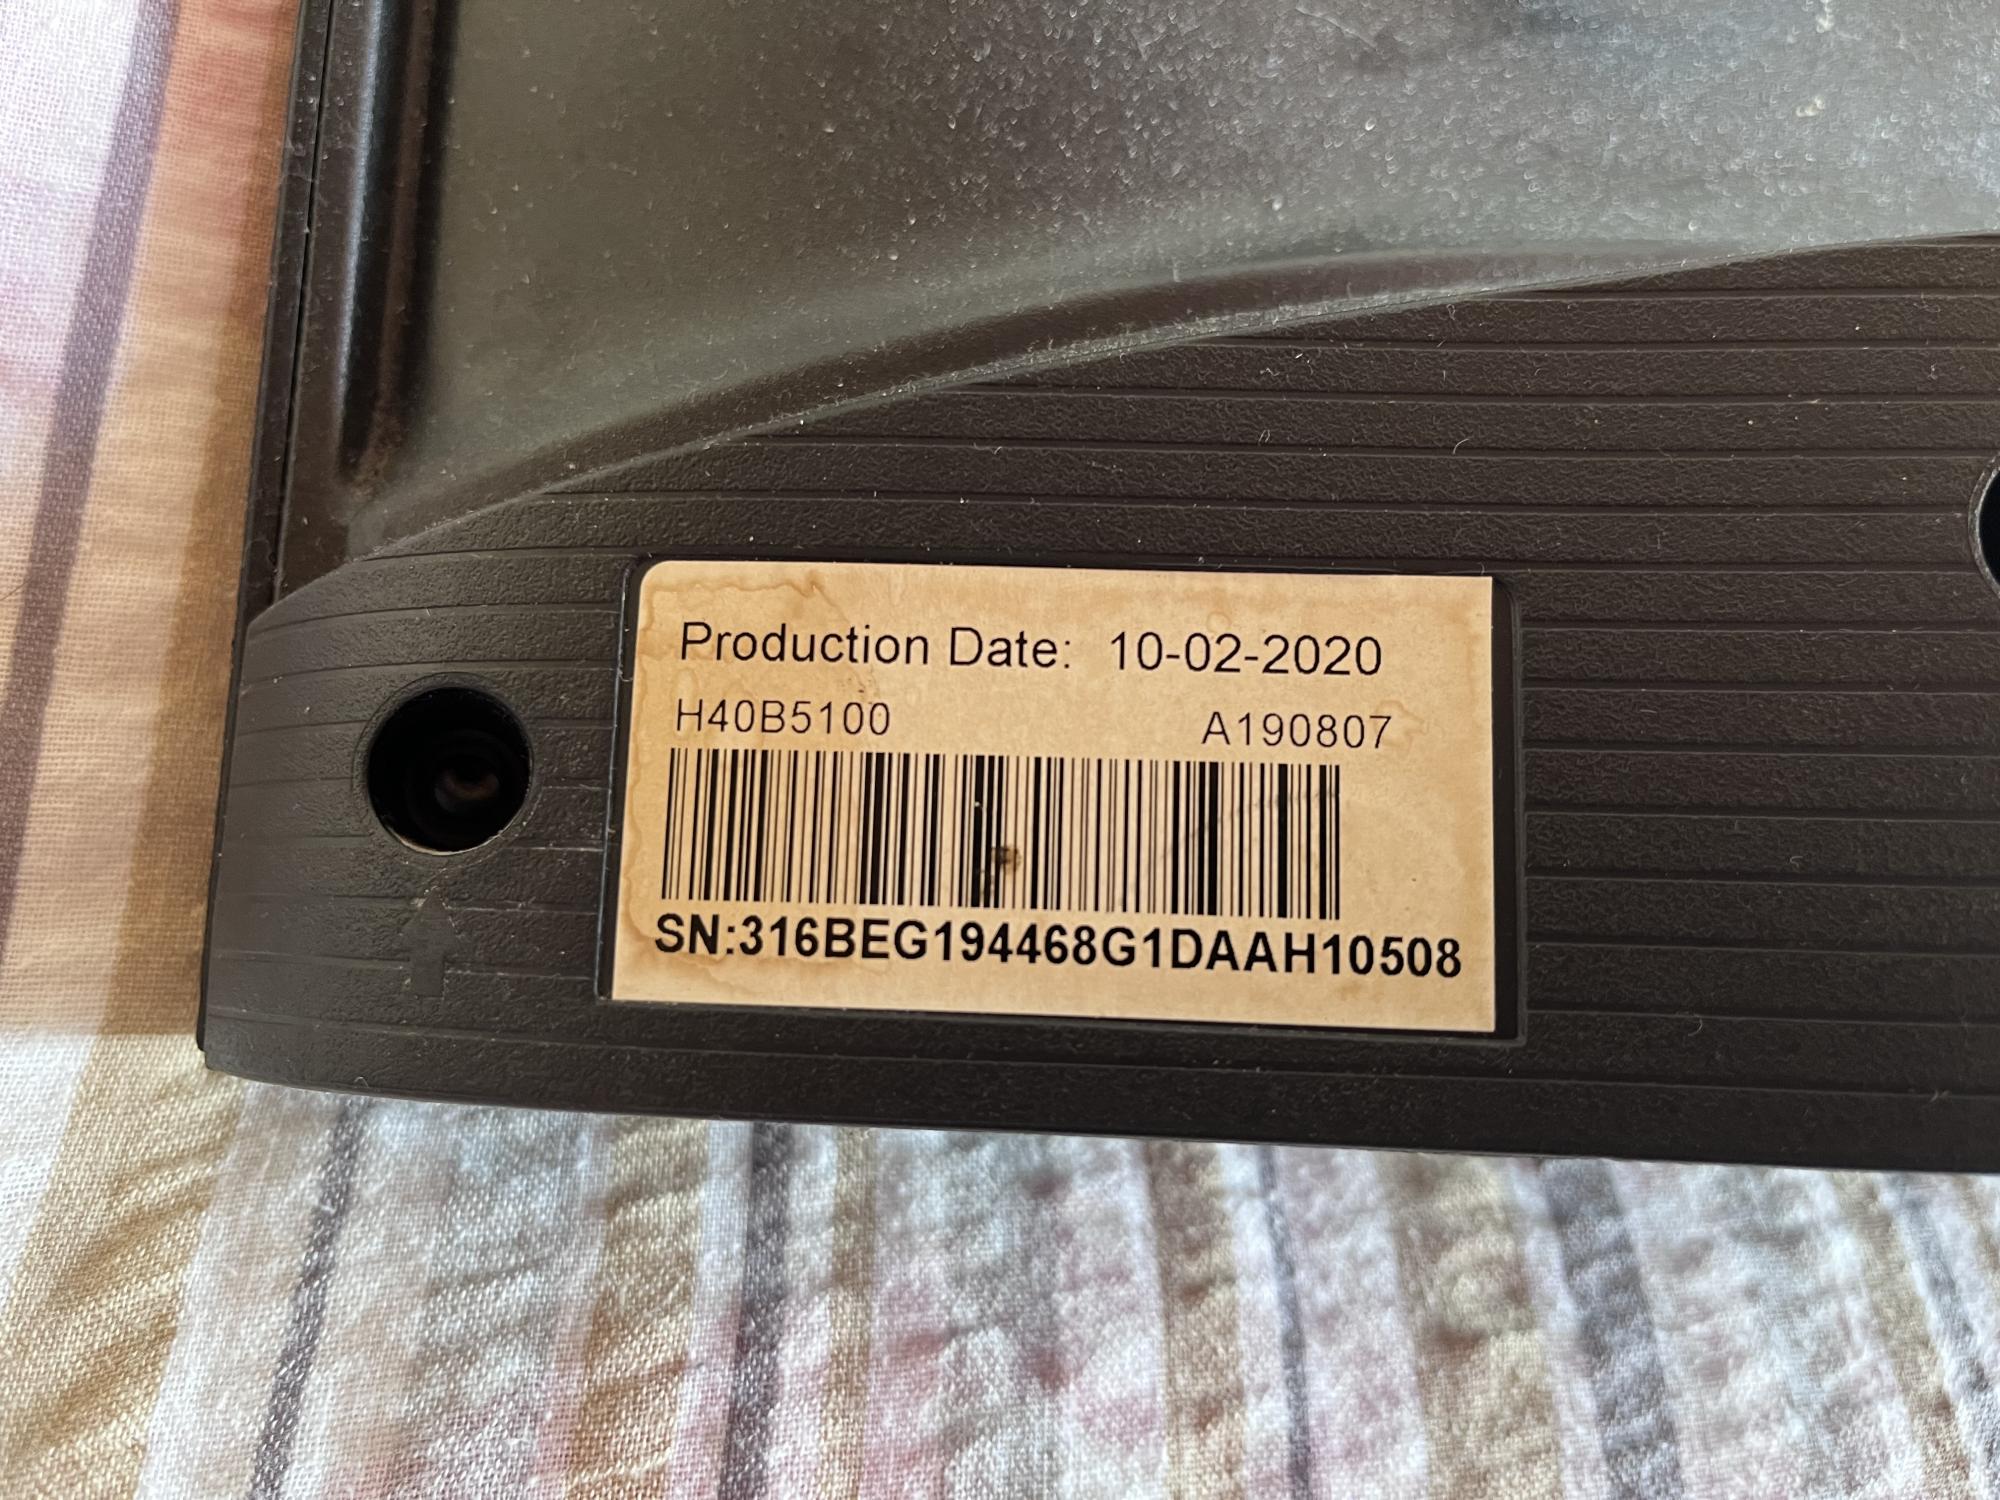 Production Date: 10-02-2020
H40B5100 A190807
SN:316BEG194468G1DAAH10508